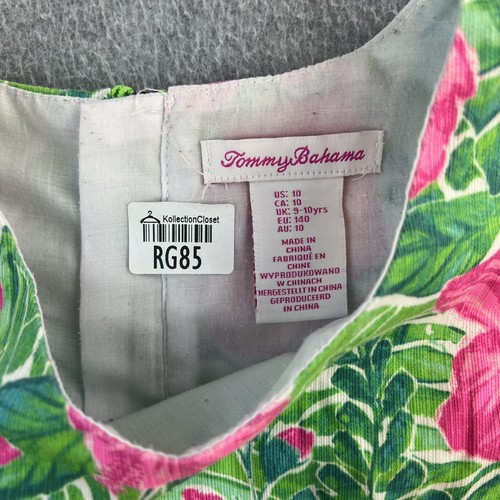 Tommy Bahama
US: 10
CA: 10
UK: 9-10yrs
EU: 140
AU: 10
MADE IN
CHINA
FABRIQUÉ EN
CHINE
WYPRODUKOWANO
W CHINACH
HERGESTELLT IN CHINA
GEPRODUCEERD
IN CHINA
KollectionCloset
RG85